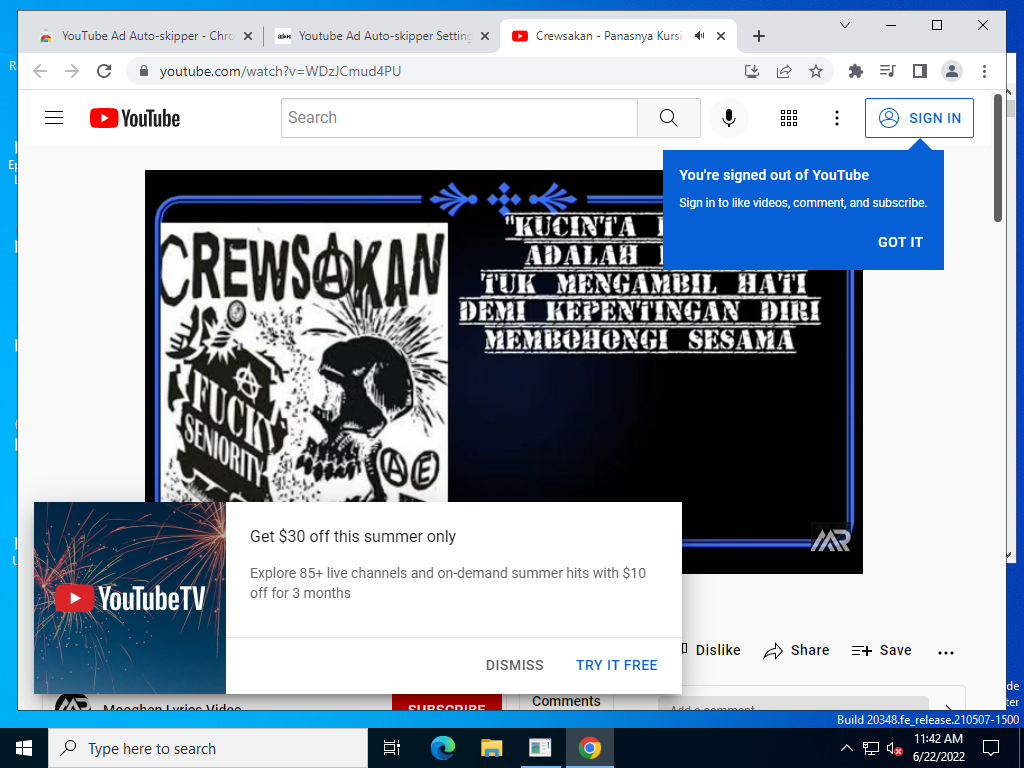 YouTube Ad Auto-skipper - Chro
Youtube Ad Auto-skipper Setting
Crewsakan - Panasnya Kursi
youtube.com/watch?v=WDzJCmud4PU
YouTube
Search
SIGN IN
You're signed out of YouTube
Sign in to like videos, comment, and subscribe.
GOT IT
"KUCINTA
ADALAH
TUK MENGAMBIL HATI
DEMI KEPENTINGAN DIRI
MEMBOHONGI SESAMA
CREWSAKAN
FUCK
SENIORITY
MR
YouTubeTV
Get $30 off this summer only
Explore 85+ live channels and on-demand summer hits with $10
off for 3 months
DISMISS
TRY IT FREE
Dislike
Share
Save
Mooghen Lyrics Video
SUBSCRIBE
Comments
Add a comment...
Build 20348.fe_release.210507-1500
Type here to search
11:42 AM
6/22/2022